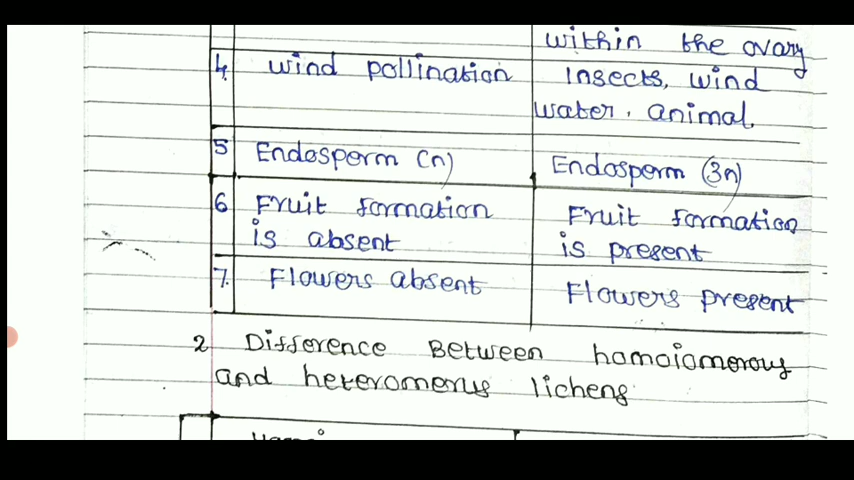 within the ovary
4. wind pollination
Insects, wind
water, animal.
5 Endosperm (n)
Endosperm (3n)
6 Fruit formation
is absent
Fruit formation
is present
7. Flowers absent
Flowers present
2 Difference Between homoiomerous
and heteromerus lichens